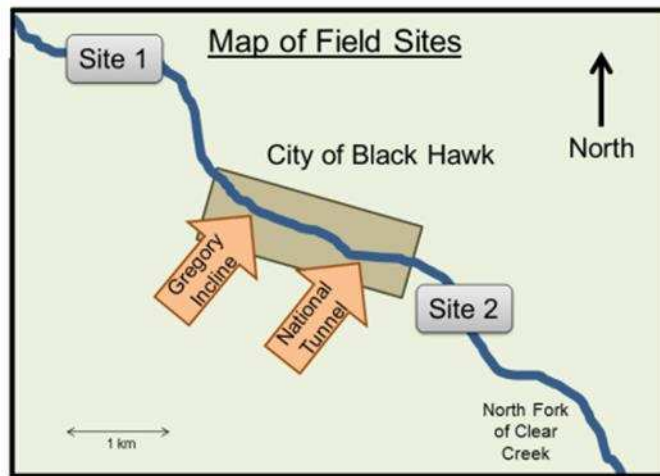 Map of Field Sites
Site 1
North
City of Black Hawk
Gregory
Incline
National
Tunnel
Site 2
North Fork
of Clear
Creek
1 km